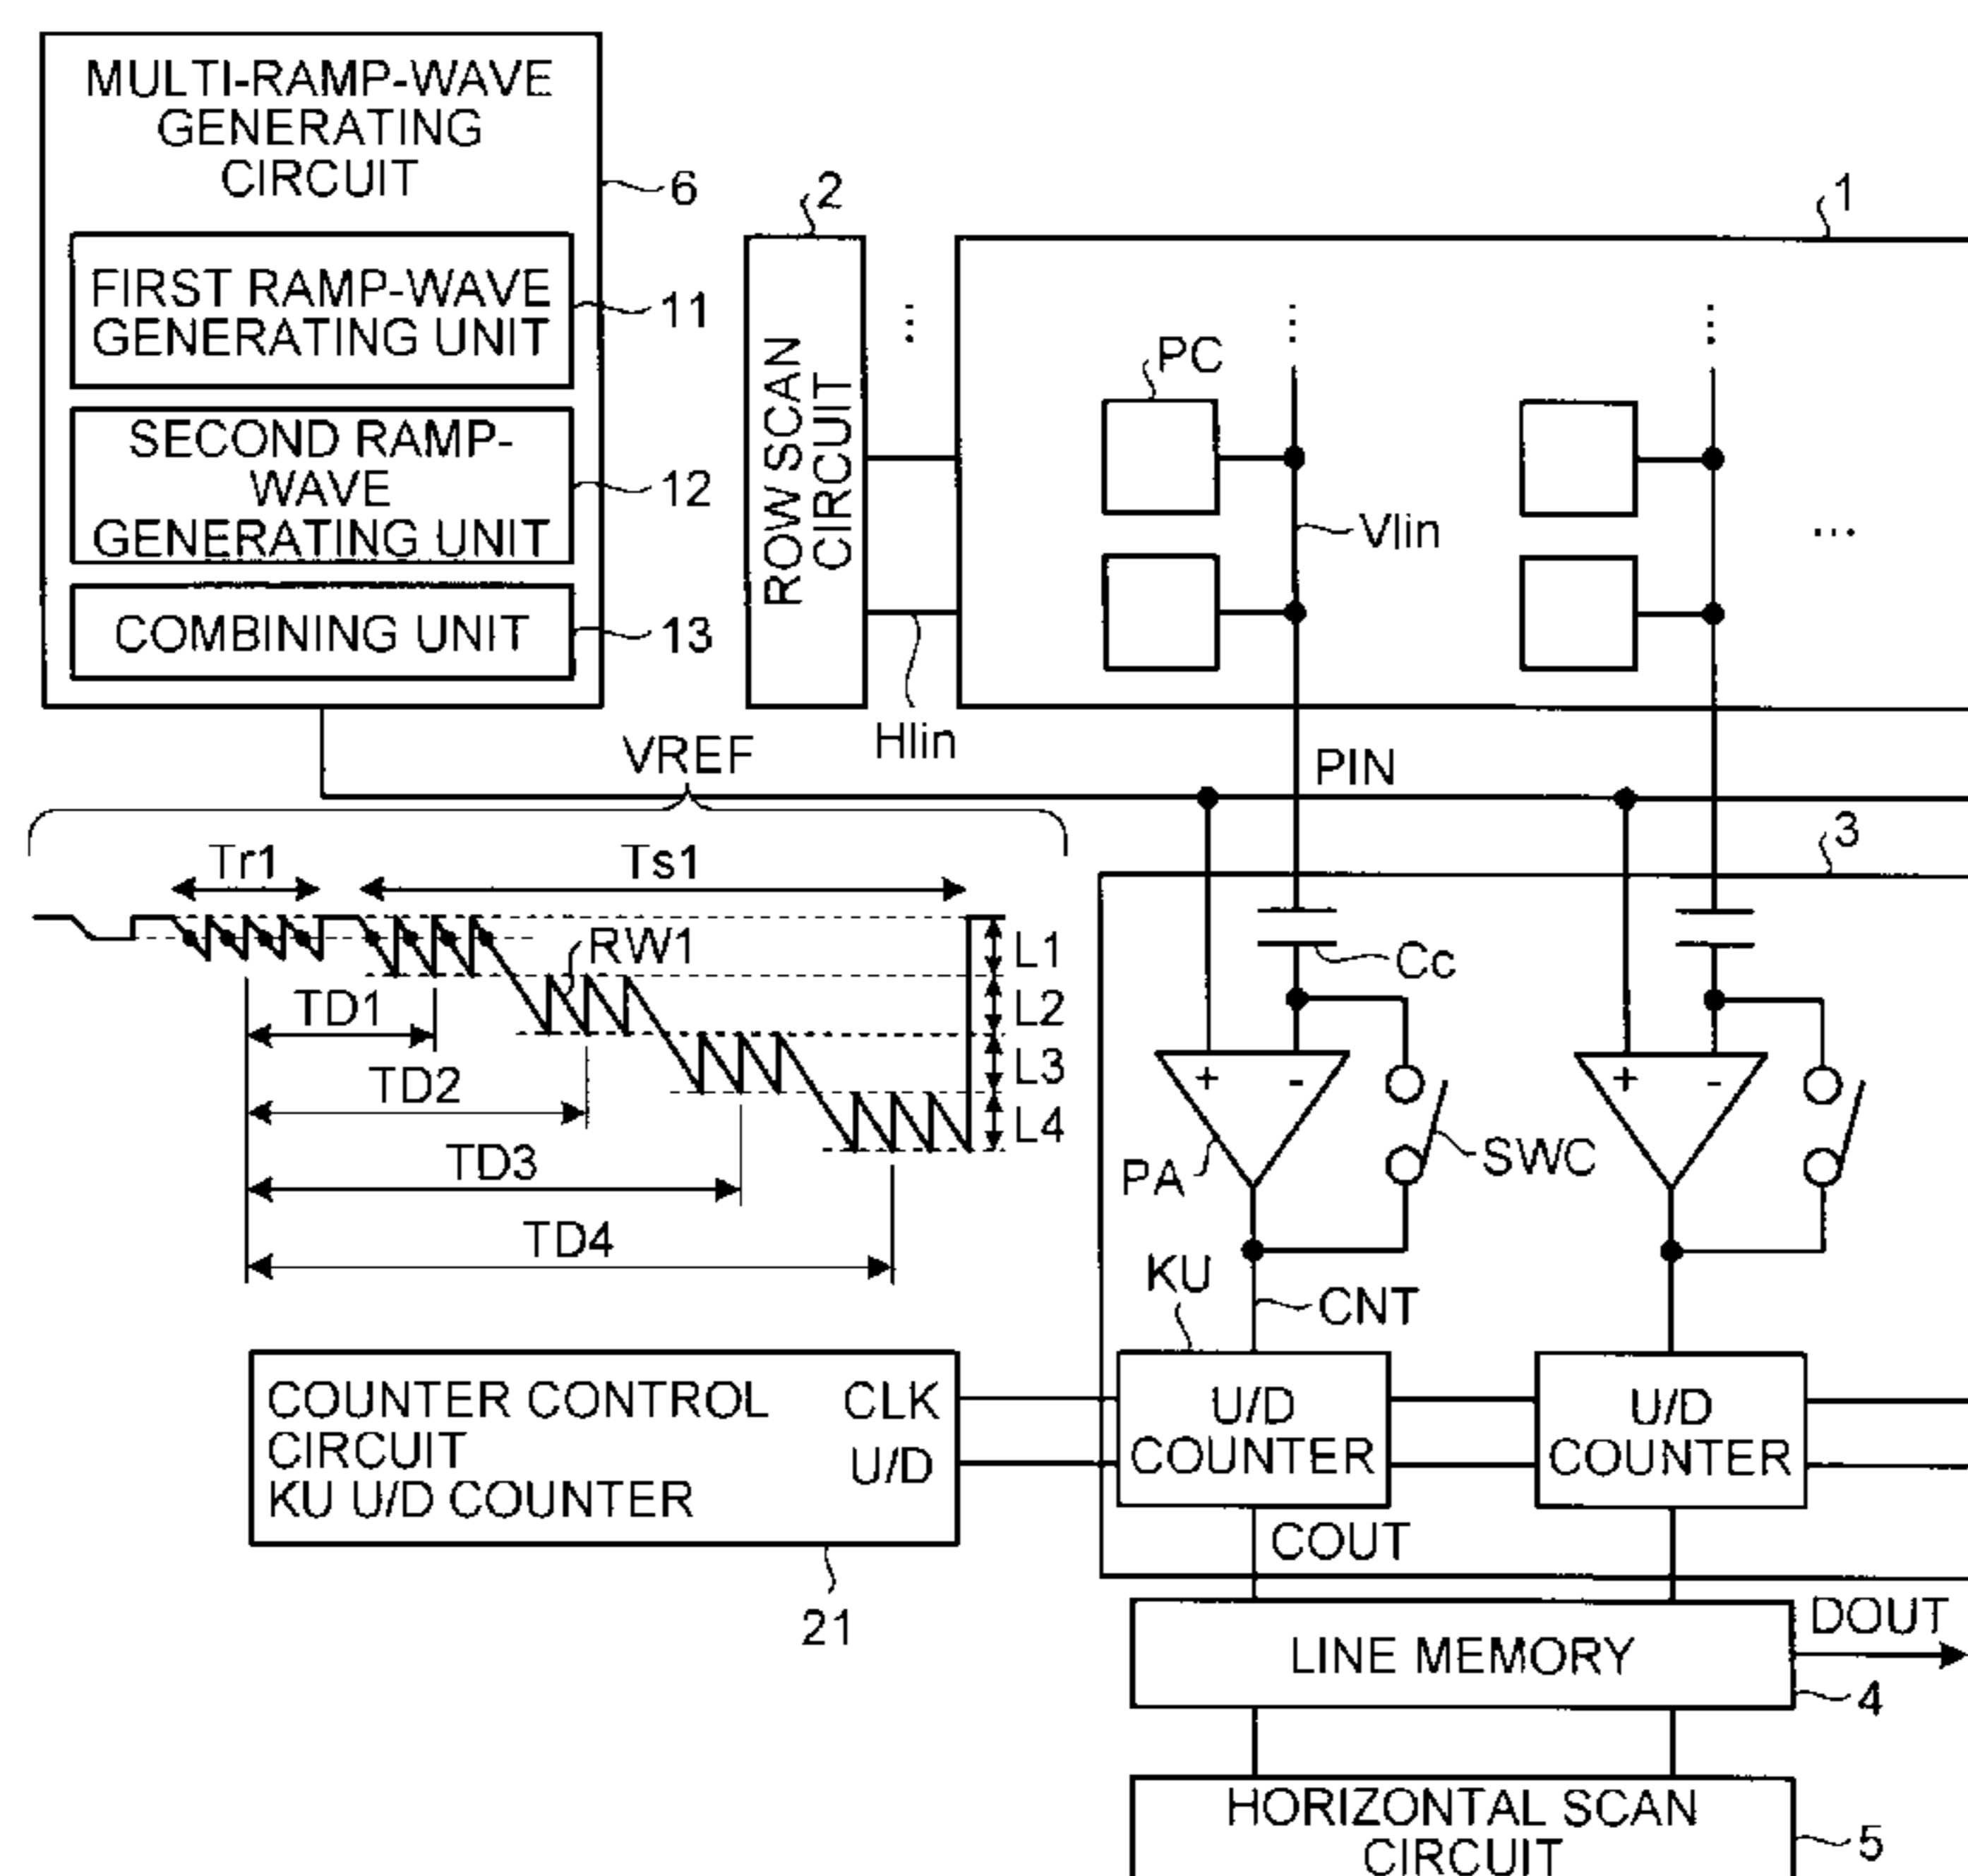 MULTI-RAMP-WAVE
GENERATING
CIRCUIT
6
FIRST RAMP-WAVE
GENERATING UNIT
11
SECOND RAMP-
WAVE
GENERATING UNIT
12
COMBINING UNIT
13
2
ROW SCAN
CIRCUIT
Hlin
1
PC
Vlin
...
VREF
PIN
3
Tr1
Ts1
RW1
L1
L2
L3
L4
TD1
TD2
TD3
TD4
Cc
+
-
+
-
PA
SWC
KU
CNT
COUNTER CONTROL
CIRCUIT
KU U/D COUNTER
CLK
U/D
21
U/D
COUNTER
U/D
COUNTER
COUT
LINE MEMORY
DOUT
4
HORIZONTAL SCAN
CIRCUIT
5